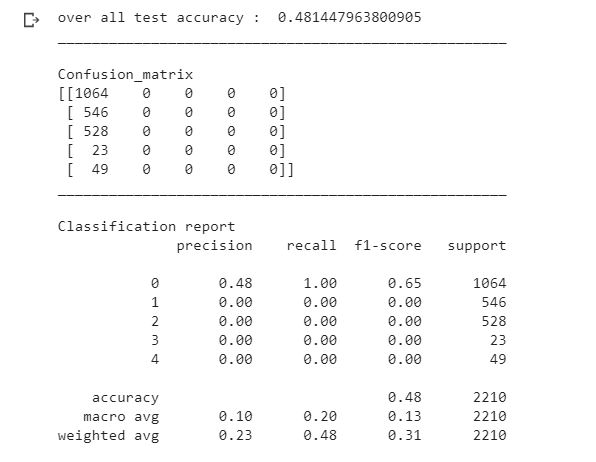 over all test accuracy :  0.481447963800905
Confusion_matrix
[[1064    0    0    0    0]
 [ 546    0    0    0    0]
 [ 528    0    0    0    0]
 [  23    0    0    0    0]
 [  49    0    0    0    0]]
Classification report
              precision    recall  f1-score   support
           0       0.48      1.00      0.65      1064
           1       0.00      0.00      0.00       546
           2       0.00      0.00      0.00       528
           3       0.00      0.00      0.00        23
           4       0.00      0.00      0.00        49
    accuracy                           0.48      2210
   macro avg       0.10      0.20      0.13      2210
weighted avg       0.23      0.48      0.31      2210